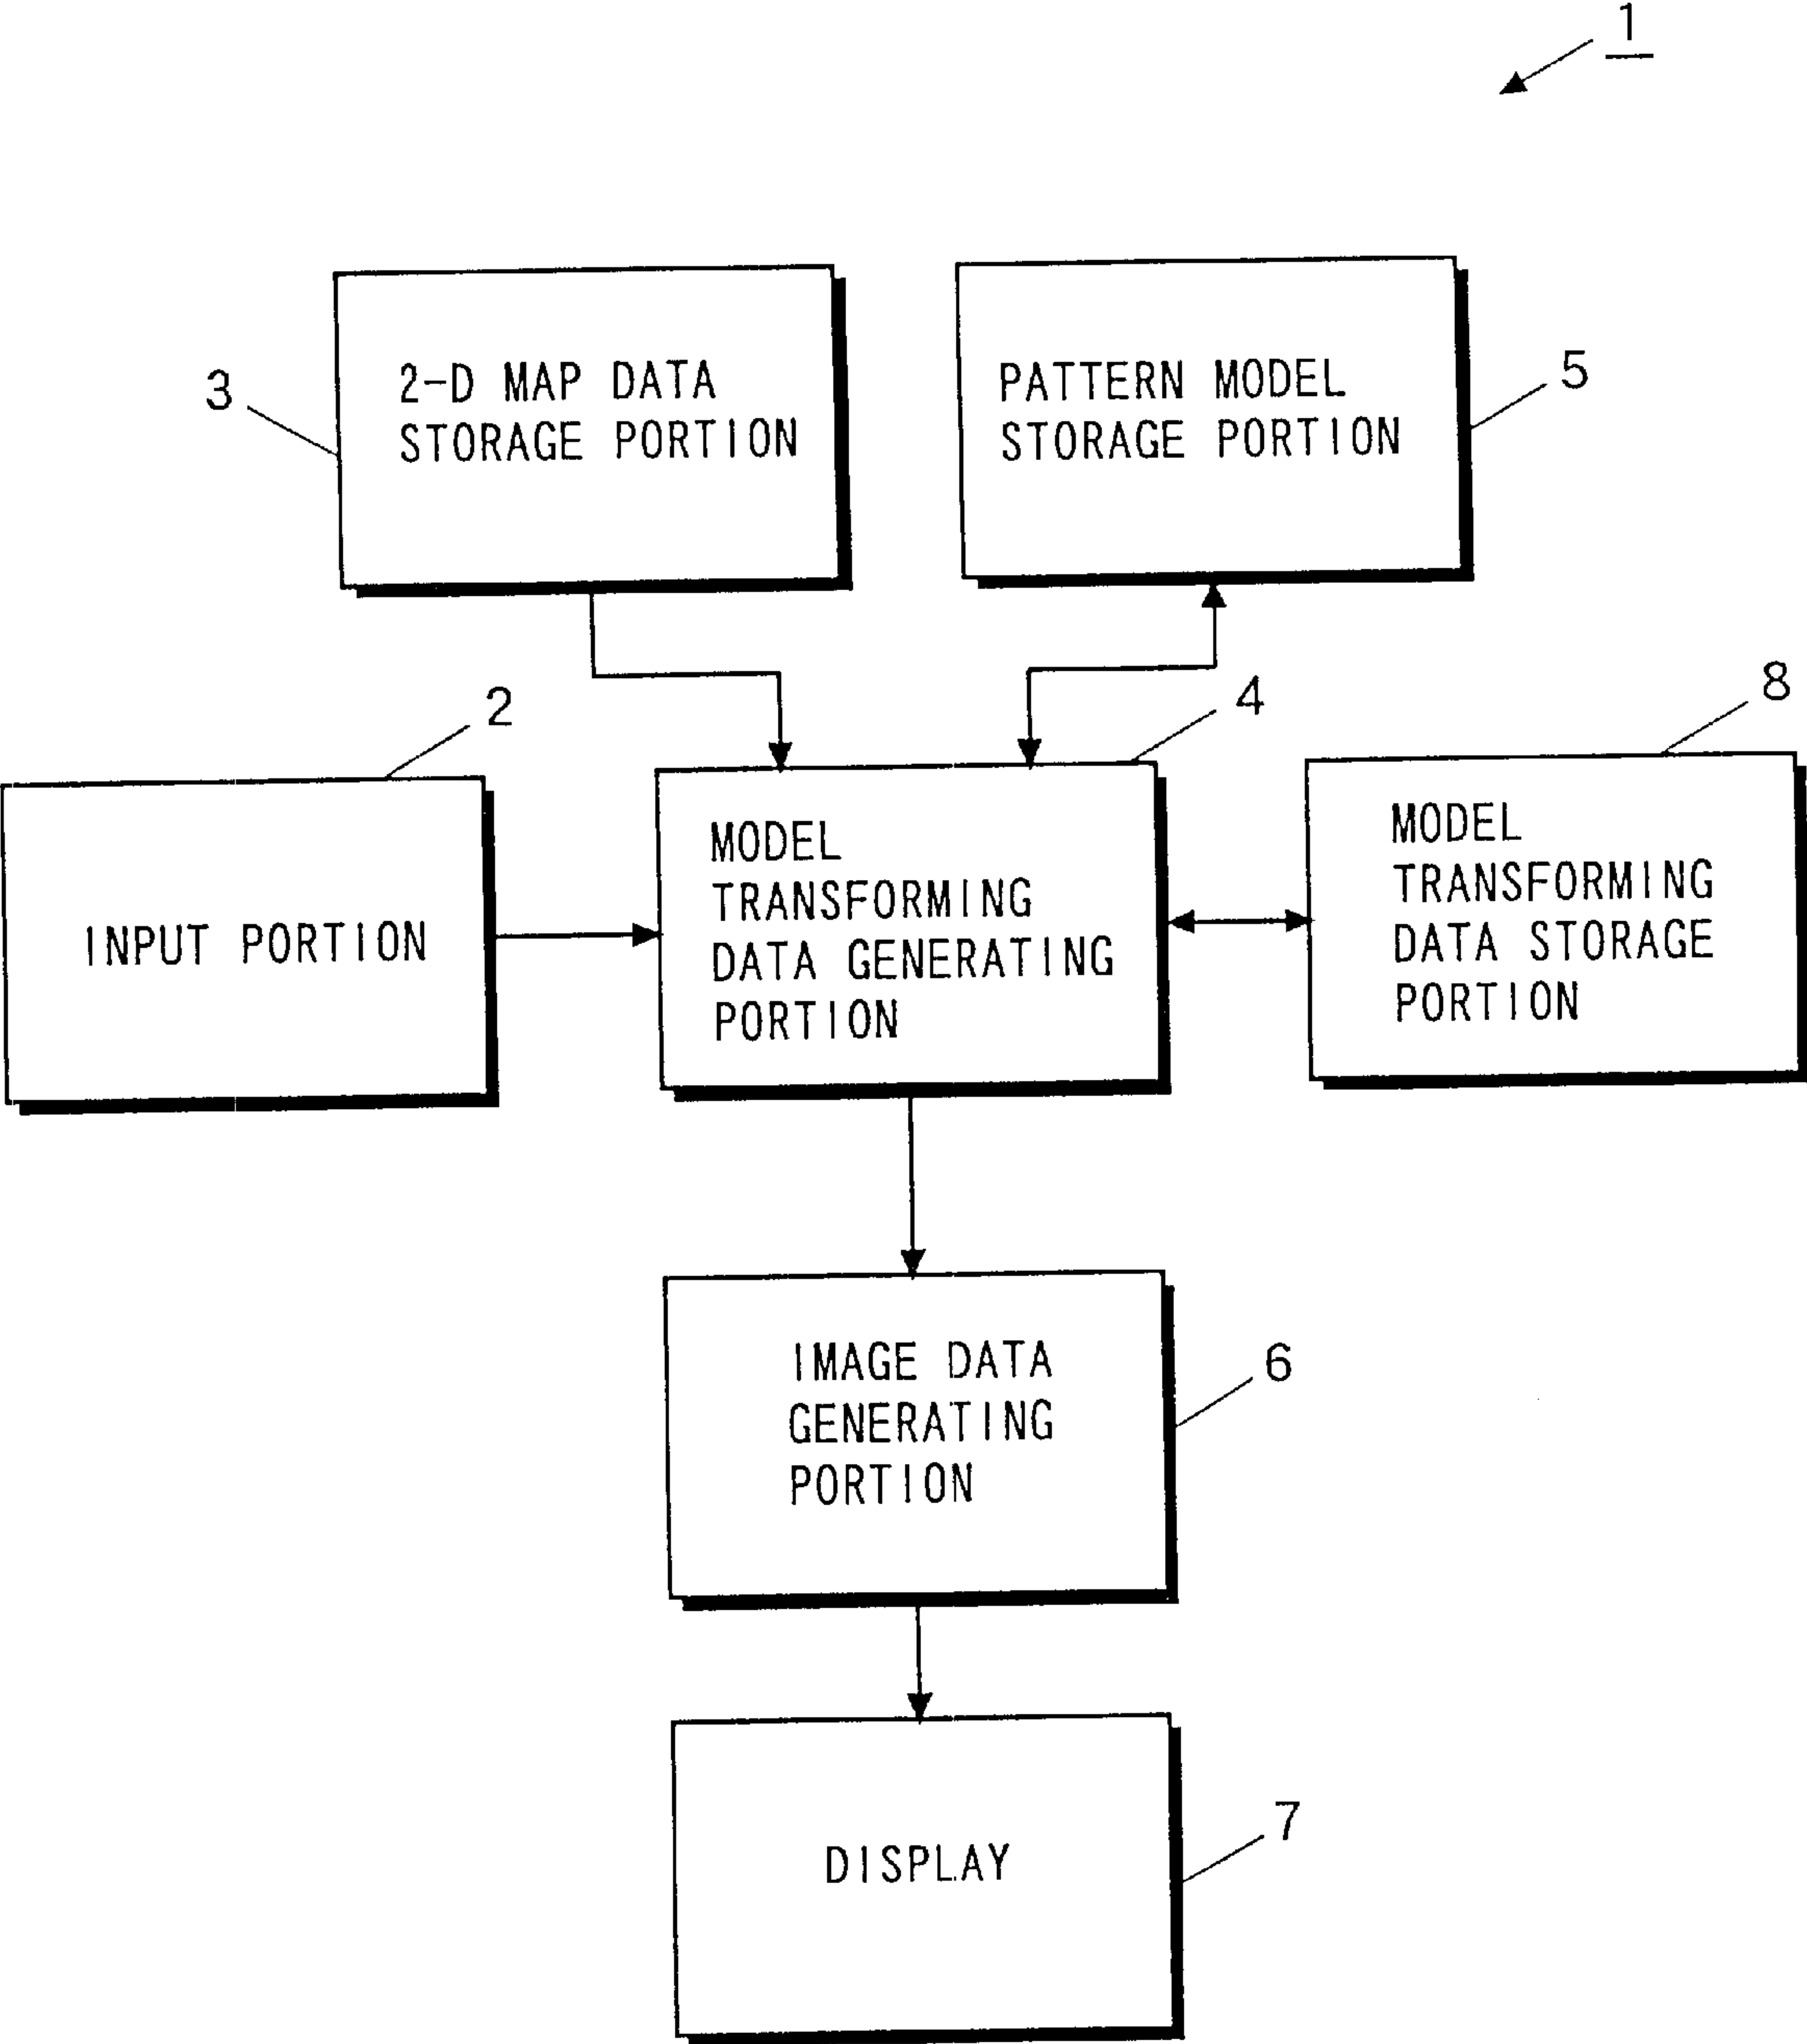 1
3
2-D MAP DATA
STORAGE PORTION
PATTERN MODEL
STORAGE PORTION
5
2
INPUT PORTION
4
MODEL
TRANSFORMING
DATA GENERATING
PORTION
8
MODEL
TRANSFORMING
DATA STORAGE
PORTION
IMAGE DATA
GENERATING
PORTION
6
DISPLAY
7